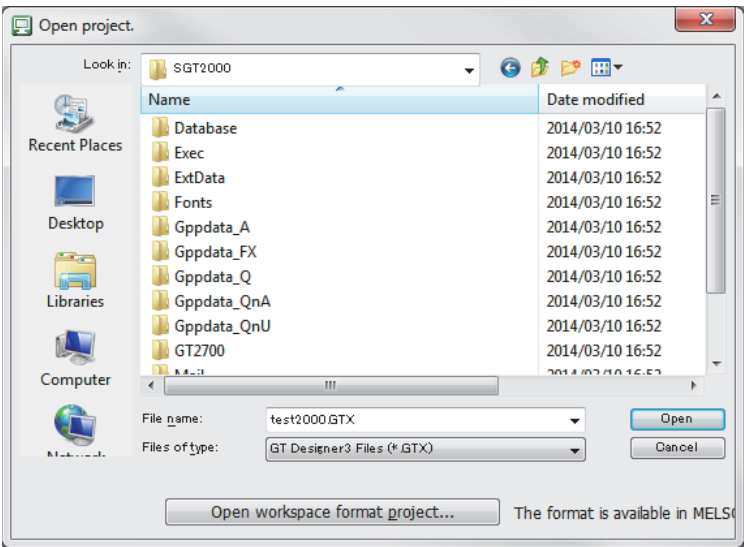 Open project.
Look in: SGT2000
Name Date modified
Recent Places
Desktop
Libraries
Computer
Database 2014/03/10 16:52
Exec 2014/03/10 16:52
ExtData 2014/03/10 16:52
Fonts 2014/03/10 16:52
Gppdata_A 2014/03/10 16:52
Gppdata_FX 2014/03/10 16:52
Gppdata_Q 2014/03/10 16:52
Gppdata_QnA 2014/03/10 16:52
Gppdata_QnU 2014/03/10 16:52
GT2700 2014/03/10 16:52
File name: test2000.GTX Open
Files of type: GT Designer3 Files (*.GTX) Cancel
Open workspace format project... The format is available in